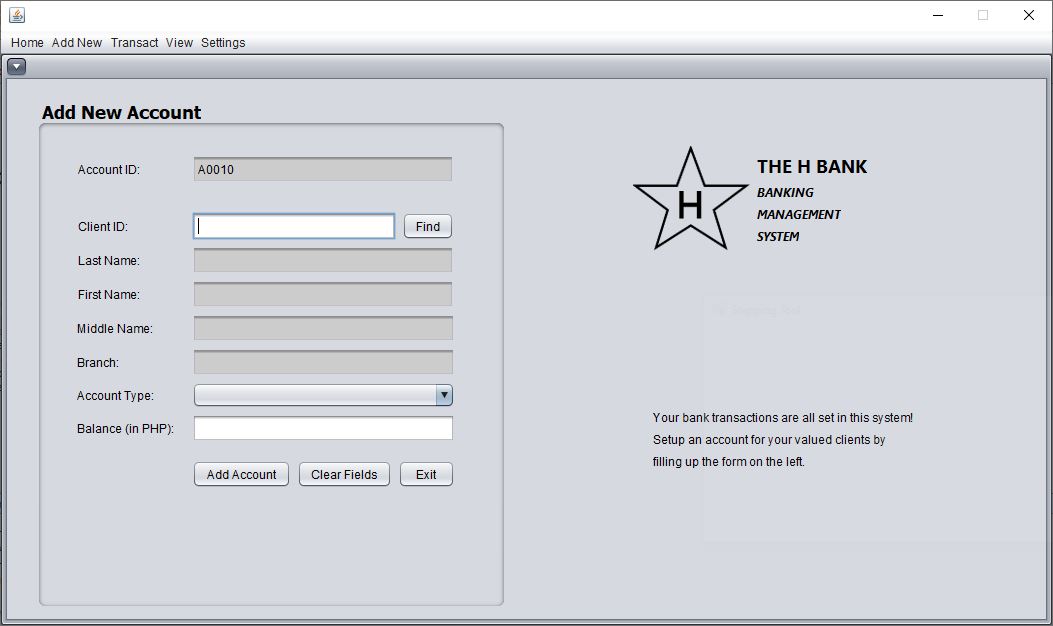 Home Add New Transact View Settings
Add New Account
Account ID: A0010
Client ID: Find
Last Name:
First Name:
Middle Name:
Branch:
Account Type:
Balance (in PHP):
Add Account Clear Fields Exit
H
THE H BANK
BANKING
MANAGEMENT
SYSTEM
Your bank transactions are all set in this system!
Setup an account for your valued clients by
filling up the form on the left.